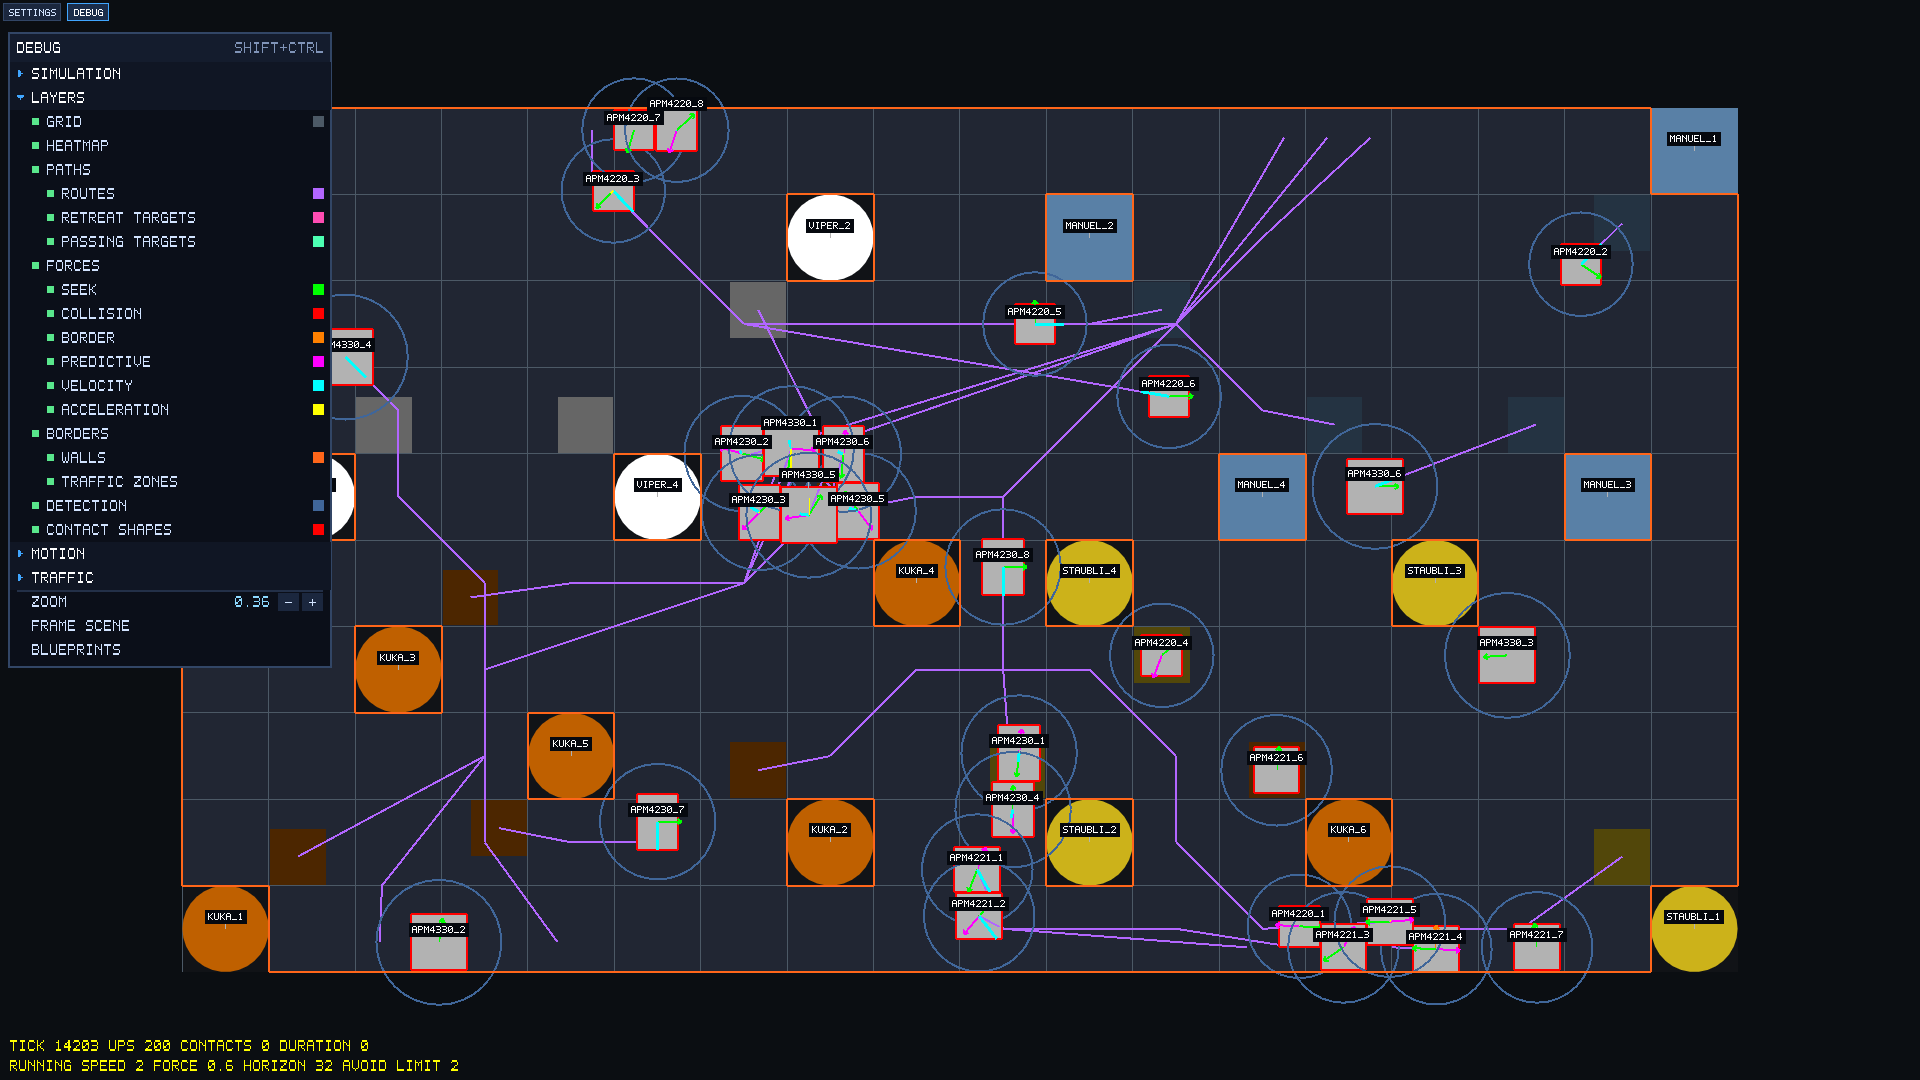 SETTINGS DEBUG
DEBUG SHIFT+CTRL
SIMULATION
LAYERS
GRID
HEATMAP
PATHS
ROUTES
RETREAT TARGETS
PASSING TARGETS
FORCES
SEEK
COLLISION
BORDER
PREDICTIVE
VELOCITY
ACCELERATION
BORDERS
WALLS
TRAFFIC ZONES
DETECTION
CONTACT SHAPES
MOTION
TRAFFIC
ZOOM 0.36 - +
FRAME SCENE
BLUEPRINTS
APM4220_8
APM4220_7
MANUEL_1
APM4220_3
VIPER_2
MANUEL_2
APM4220_2
APM4220_5
M4330_4
APM4220_6
APM4330_1
APM4230_2
APM4230_6
APM4330_5
APM4330_6
VIPER_4
MANUEL_4
MANUEL_3
APM4230_3
APM4230_5
APM4230_8
KUKA_4
STAUBLI_4
STAUBLI_3
APM4220_4
APM4330_3
KUKA_3
APM4230_1
KUKA_5
APM4221_6
APM4230_4
APM4230_7
KUKA_2
STAUBLI_2
KUKA_6
APM4221_1
APM4221_2
APM4220_1
APM4221_5
KUKA_1
STAUBLI_1
APM4330_2
APM4221_3
APM4221_4
APM4221_7
TICK 14203 UPS 200 CONTACTS 0 DURATION 0
RUNNING SPEED 2 FORCE 0.6 HORIZON 32 AVOID LIMIT 2